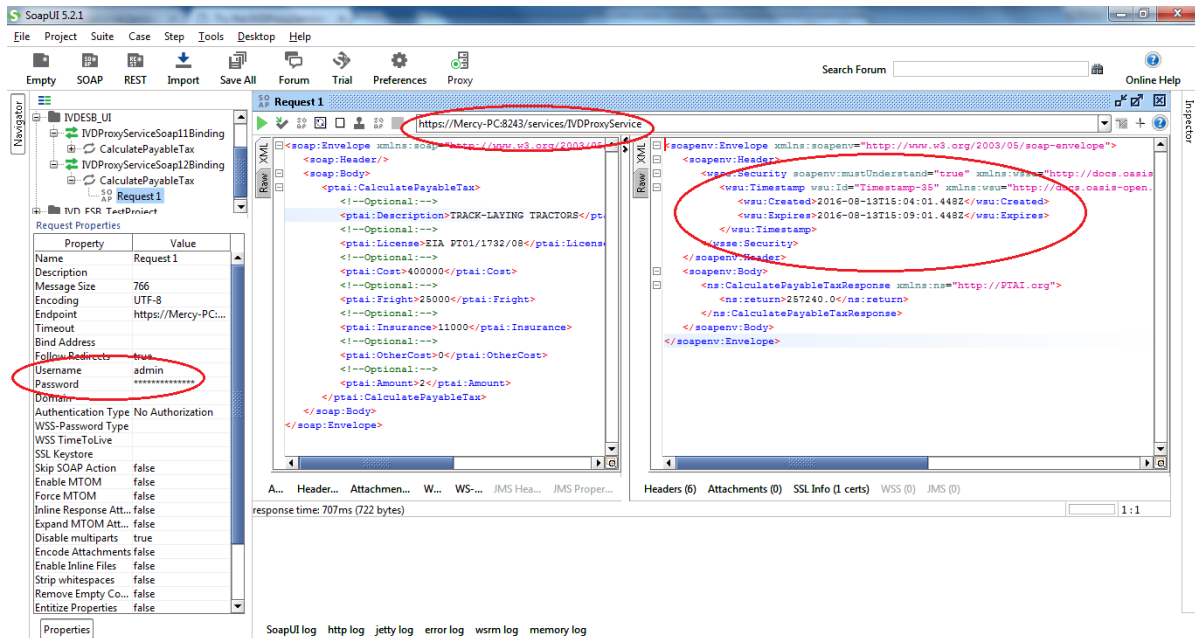 SoapUI 5.2.1
File Project Suite Case Step Tools Desktop Help
Empty SOAP REST Import Save All Forum Trial Preferences Proxy
Search Forum
Online Help
Navigator
IVDESB_UI
IVDProxyServiceSoap11Binding
CalculatePayableTax
IVDProxyServiceSoap12Binding
CalculatePayableTax
Request 1
IVD_ESB_TestProject
Request Properties
Property Value
Name Request 1
Description
Message Size 766
Encoding UTF-8
Endpoint https://Mercy-PC:...
Timeout
Bind Address
Follow Redirects true
Username admin
Password **************
Domain
Authentication Type No Authorization
WSS-Password Type
WSS TimeToLive
SSL Keystore
Skip SOAP Action false
Enable MTOM false
Force MTOM false
Inline Response Att... false
Expand MTOM Att... false
Disable multiparts true
Encode Attachments false
Enable Inline Files false
Strip whitespaces false
Remove Empty Co... false
Entitize Properties false
Properties
Request 1
https://Mercy-PC:8243/services/IVDProxyService
XML
Raw
<soap:Envelope xmlns:soap="http://www.w3.org/2003/05
<soap:Header/>
<soap:Body>
<ptai:CalculatePayableTax>
<!--Optional:-->
<ptai:Description>TRACK-LAYING TRACTORS</pta
<!--Optional:-->
<ptai:License>EIA PT01/1732/08</ptai:Licens
<!--Optional:-->
<ptai:Cost>400000</ptai:Cost>
<!--Optional:-->
<ptai:Fright>25000</ptai:Fright>
<!--Optional:-->
<ptai:Insurance>11000</ptai:Insurance>
<!--Optional:-->
<ptai:OtherCost>0</ptai:OtherCost>
<!--Optional:-->
<ptai:Amount>2</ptai:Amount>
</ptai:CalculatePayableTax>
</soap:Body>
</soap:Envelope>
A... Header... Attachmen... W... WS-... JMS Hea... JMS Proper...
XML
Raw
<soapenv:Envelope xmlns:soapenv="http://www.w3.org/2003/05/soap-envelope">
<soapenv:Header>
<wsse:Security soapenv:mustUnderstand="true" xmlns:wsse="http://docs.oasis
<wsu:Timestamp wsu:Id="Timestamp-35" xmlns:wsu="http://docs.oasis-open.
<wsu:Created>2016-08-13T15:04:01.448Z</wsu:Created>
<wsu:Expires>2016-08-13T15:09:01.448Z</wsu:Expires>
</wsu:Timestamp>
</wsse:Security>
</soapenv:Header>
<soapenv:Body>
<ns:CalculatePayableTaxResponse xmlns:ns="http://PTAI.org">
<ns:return>257240.0</ns:return>
</ns:CalculatePayableTaxResponse>
</soapenv:Body>
</soapenv:Envelope>
Headers (6) Attachments (0) SSL Info (1 certs) WSS (0) JMS (0)
response time: 707ms (722 bytes)
1 : 1
Inspector
SoapUI log http log jetty log error log wsrm log memory log